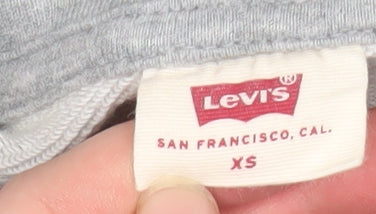 LEVI'S®
SAN FRANCISCO, CAL.
XS